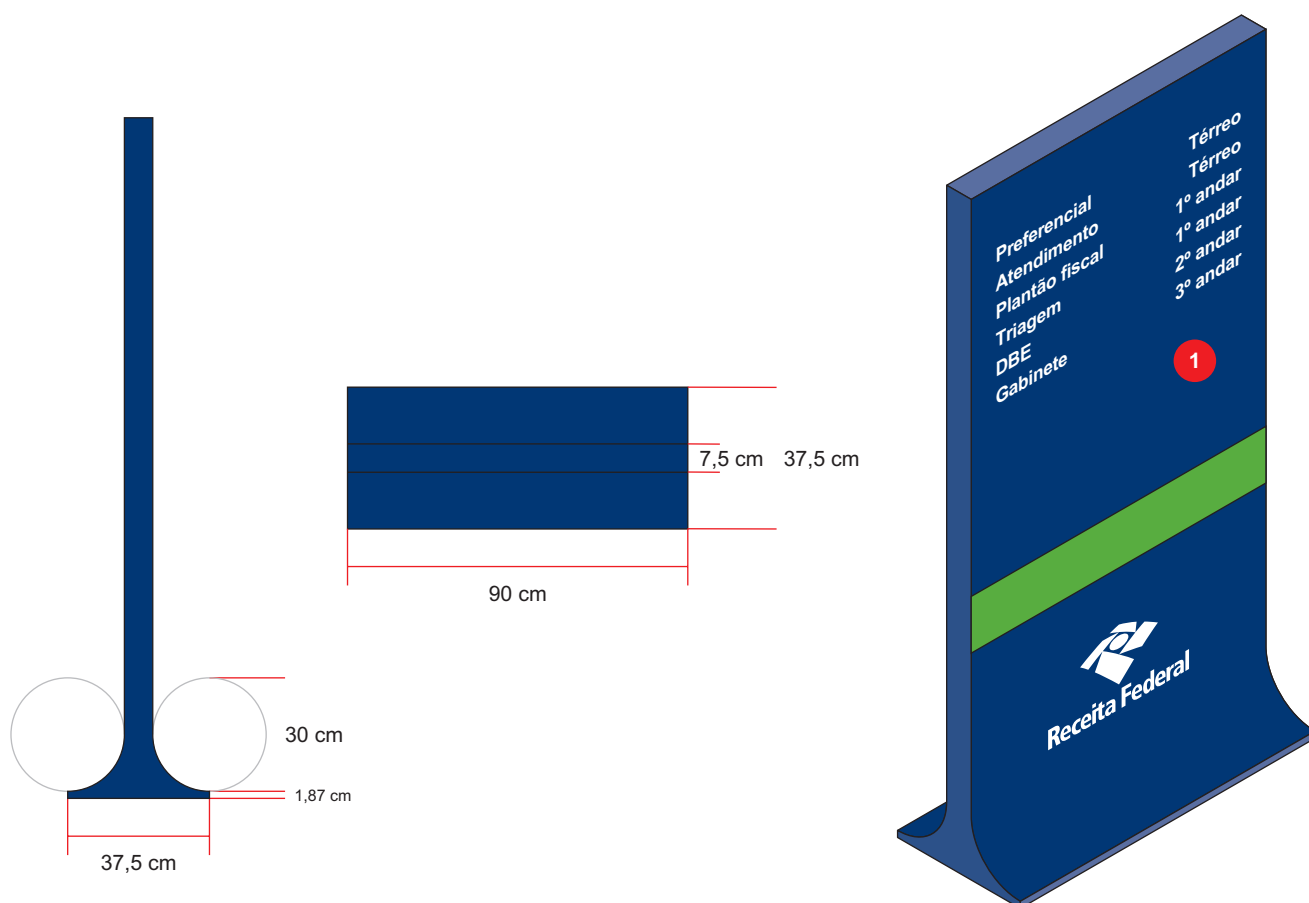 30 cm
1,87 cm
37,5 cm
7,5 cm
37,5 cm
90 cm
Preferencial Térreo
Atendimento Térreo
Plantão fiscal 1º andar
Triagem 1º andar
DBE 2º andar
Gabinete 3º andar
1
Receita Federal